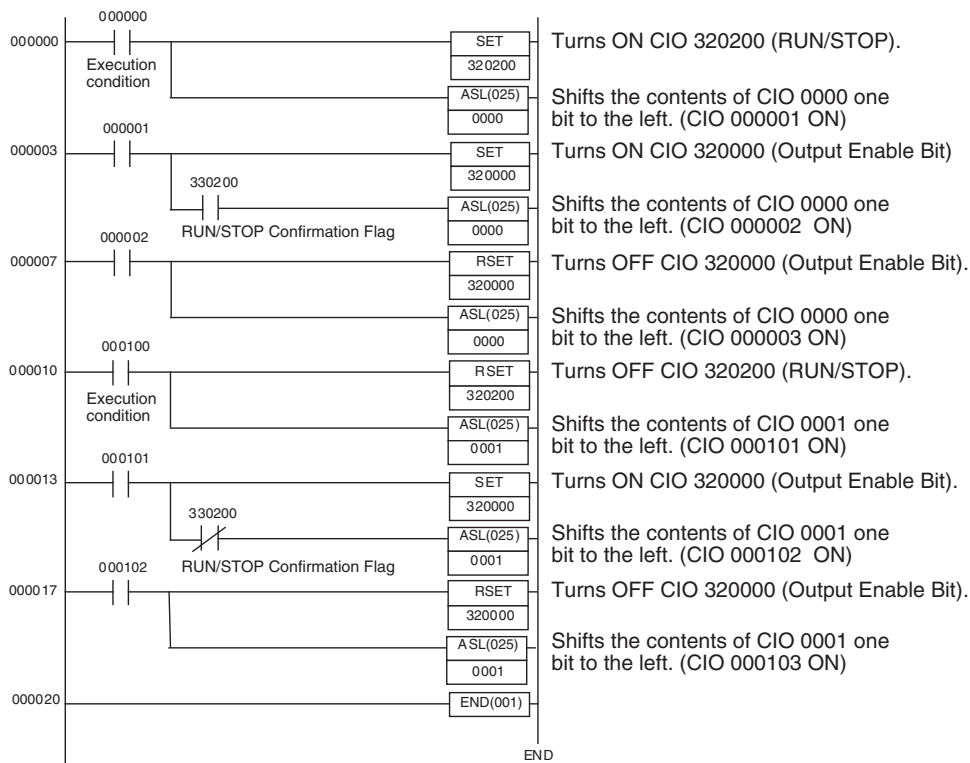 000000
000000
SET
320200
Turns ON CIO 320200 (RUN/STOP).
Execution
condition
ASL(025)
0000
Shifts the contents of CIO 0000 one
bit to the left. (CIO 000001 ON)
000001
000003
SET
320000
Turns ON CIO 320000 (Output Enable Bit)
330200
RUN/STOP Confirmation Flag
ASL(025)
0000
Shifts the contents of CIO 0000 one
bit to the left. (CIO 000002 ON)
000002
000007
RSET
320000
Turns OFF CIO 320000 (Output Enable Bit).
ASL(025)
0000
Shifts the contents of CIO 0000 one
bit to the left. (CIO 000003 ON)
000100
000010
RSET
320200
Turns OFF CIO 320200 (RUN/STOP).
Execution
condition
ASL(025)
0001
Shifts the contents of CIO 0001 one
bit to the left. (CIO 000101 ON)
000101
000013
SET
320000
Turns ON CIO 320000 (Output Enable Bit).
330200
RUN/STOP Confirmation Flag
ASL(025)
0001
Shifts the contents of CIO 0001 one
bit to the left. (CIO 000102 ON)
000102
000017
RSET
320000
Turns OFF CIO 320000 (Output Enable Bit).
ASL(025)
0001
Shifts the contents of CIO 0001 one
bit to the left. (CIO 000103 ON)
000020
END(001)
END